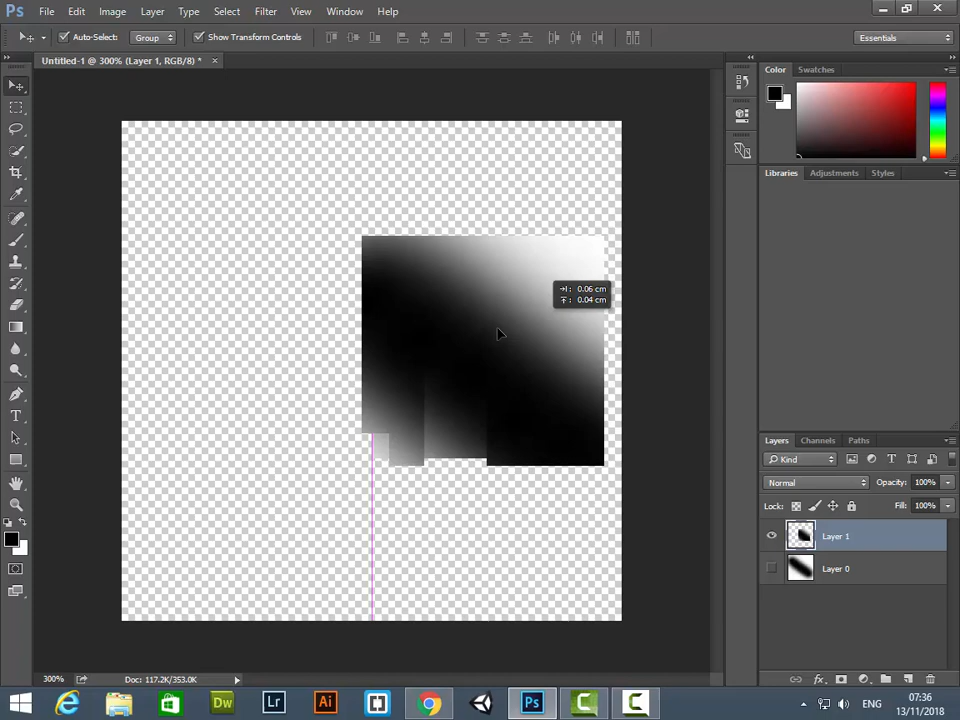 Ps File Edit Image Layer Type Select Filter View Window Help
Auto-Select: Group Show Transform Controls Essentials
Untitled-1 @ 300% (Layer 1, RGB/8) *
Color Swatches
Libraries Adjustments Styles
0.06 cm
0.04 cm
Layers Channels Paths
Kind
Normal Opacity: 100%
Lock: Fill: 100%
Layer 1
Layer 0
300% Doc: 117.2K/353.0K
Dw Lr Ai Ps ENG 07:36
13/11/2018